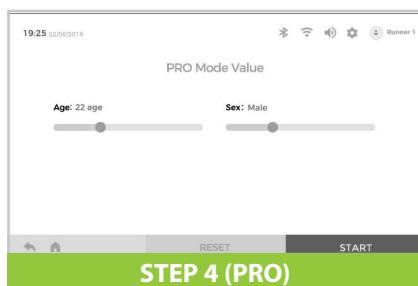 19:25 02/08/2019 Runner 1
PRO Mode Value
Age: 22 age Sex: Male
RESET START
STEP 4 (PRO)